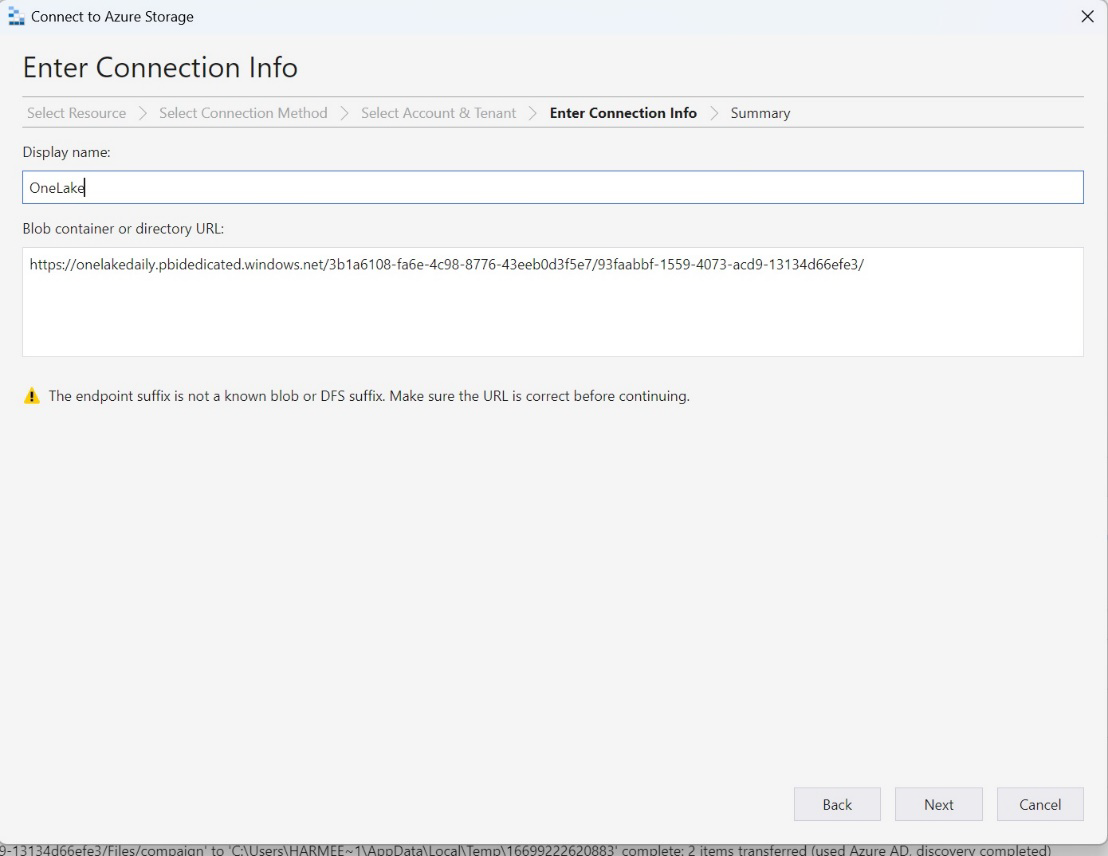 Connect to Azure Storage
Enter Connection Info
Select Resource > Select Connection Method > Select Account & Tenant > Enter Connection Info > Summary
Display name:
OneLake
Blob container or directory URL:
https://onelakedaily.pbidedicated.windows.net/3b1a6108-fa6e-4c98-8776-43eeb0d3f5e7/93faabbf-1559-4073-acd9-13134d66efe3/
The endpoint suffix is not a known blob or DFS suffix. Make sure the URL is correct before continuing.
Back Next Cancel
9-13134d66efe3/Files/compaign' to 'C:\Users\HARMEE~1\AppData\Local\Temp\16699222620883' complete: 2 items transferred (used Azure AD, discovery completed)